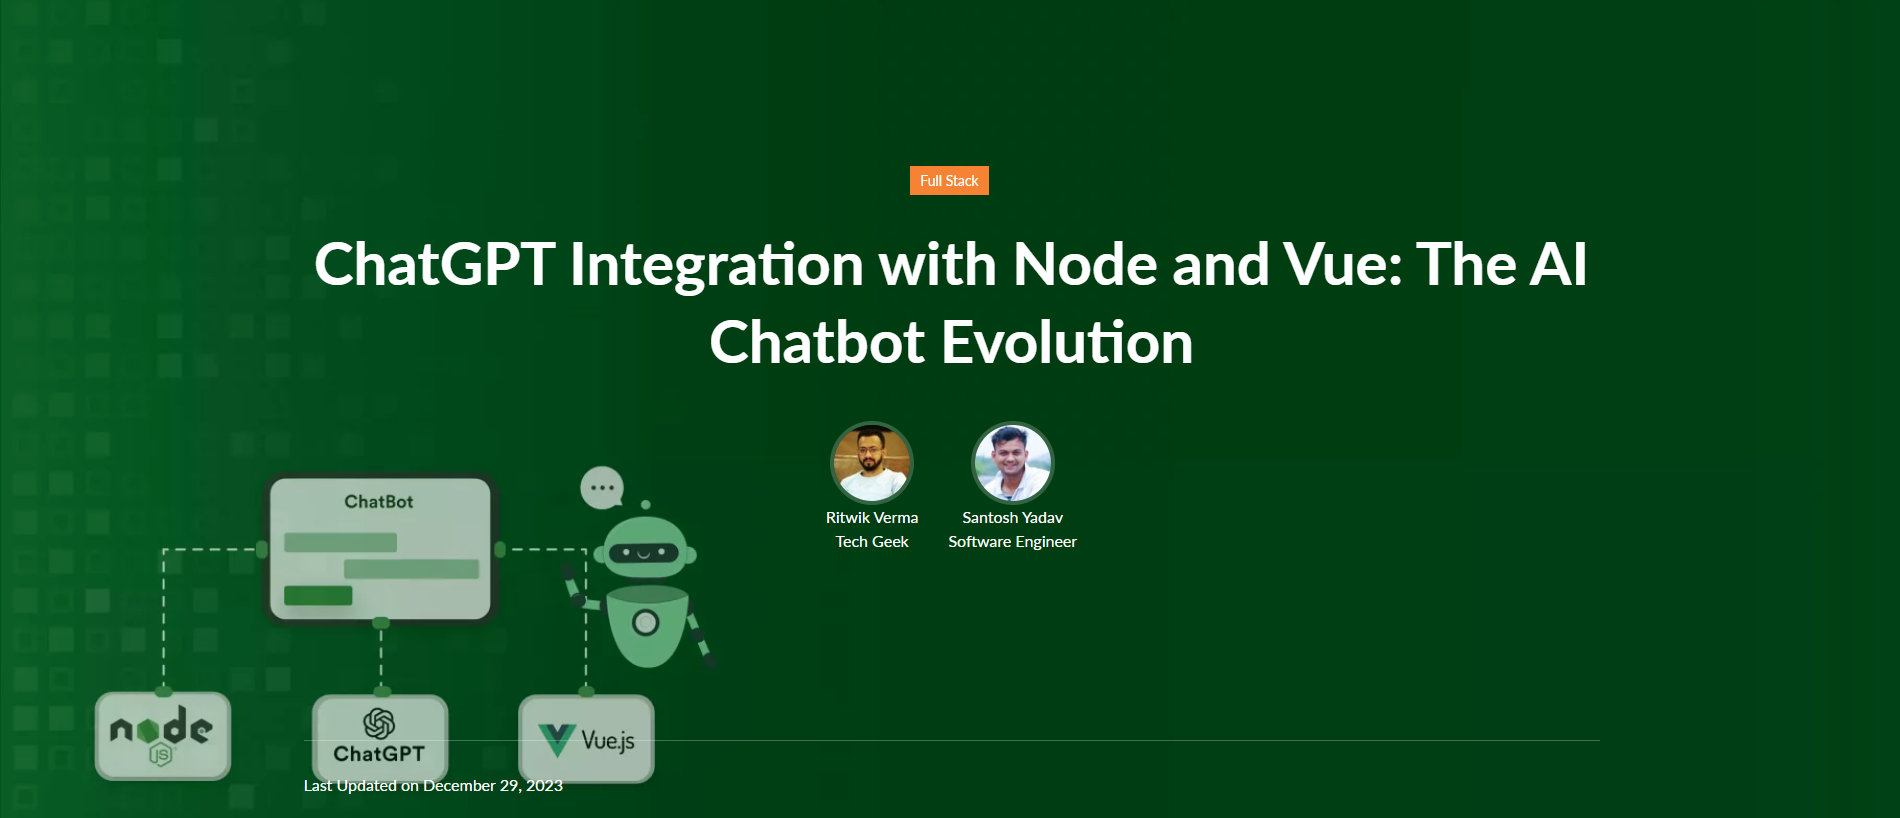 Full Stack
ChatGPT Integration with Node and Vue: The AI
Chatbot Evolution
Ritwik Verma
Tech Geek
Santosh Yadav
Software Engineer
ChatBot
node
JS
ChatGPT
Vue.js
Last Updated on December 29, 2023